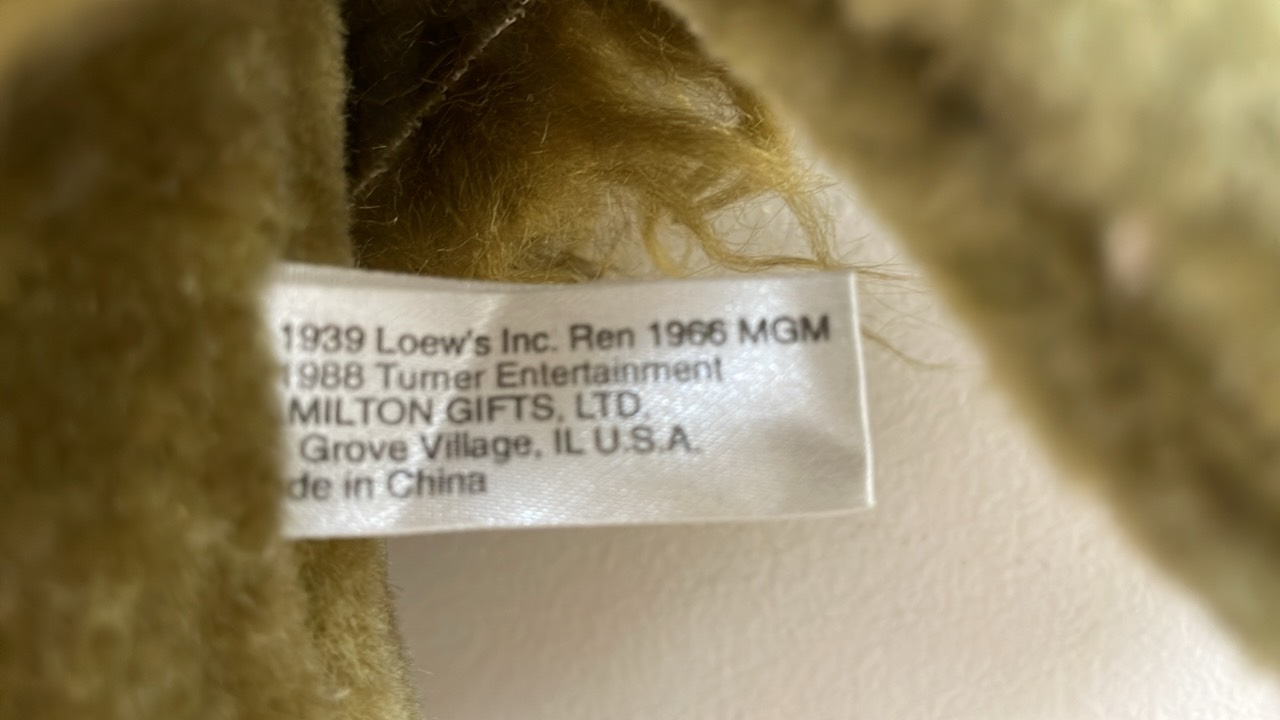 1939 Loew's Inc. Ren 1966 MGM
1988 Turner Entertainment
MILTON GIFTS, LTD.
Grove Village, IL U.S.A.
de in China